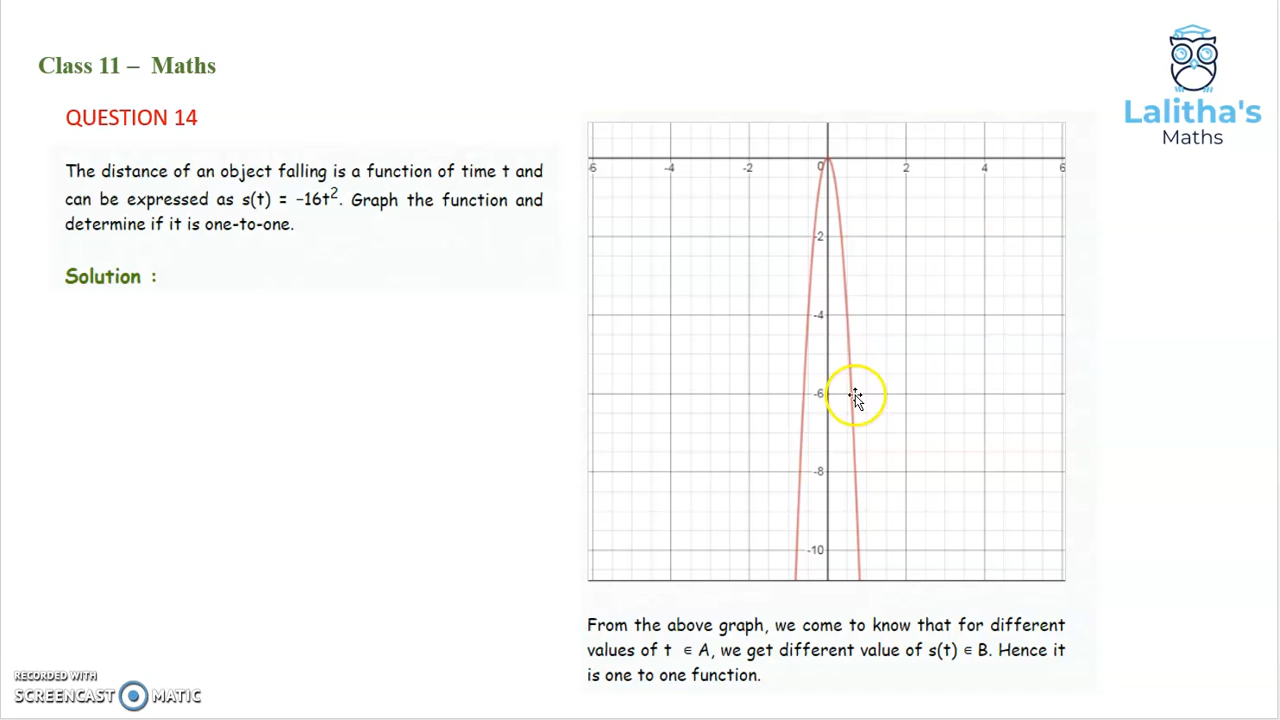 Class 11 – Maths
QUESTION 14
The distance of an object falling is a function of time t and
can be expressed as s(t) = −16t². Graph the function and
determine if it is one-to-one.
Solution :
-6 -4 -2 0 2 4 6
-2
-4
-6
-8
-10
From the above graph, we come to know that for different
values of t ∈ A, we get different value of s(t) ∈ B. Hence it
is one to one function.
Lalitha's
Maths
RECORDED WITH
SCREENCAST MATIC